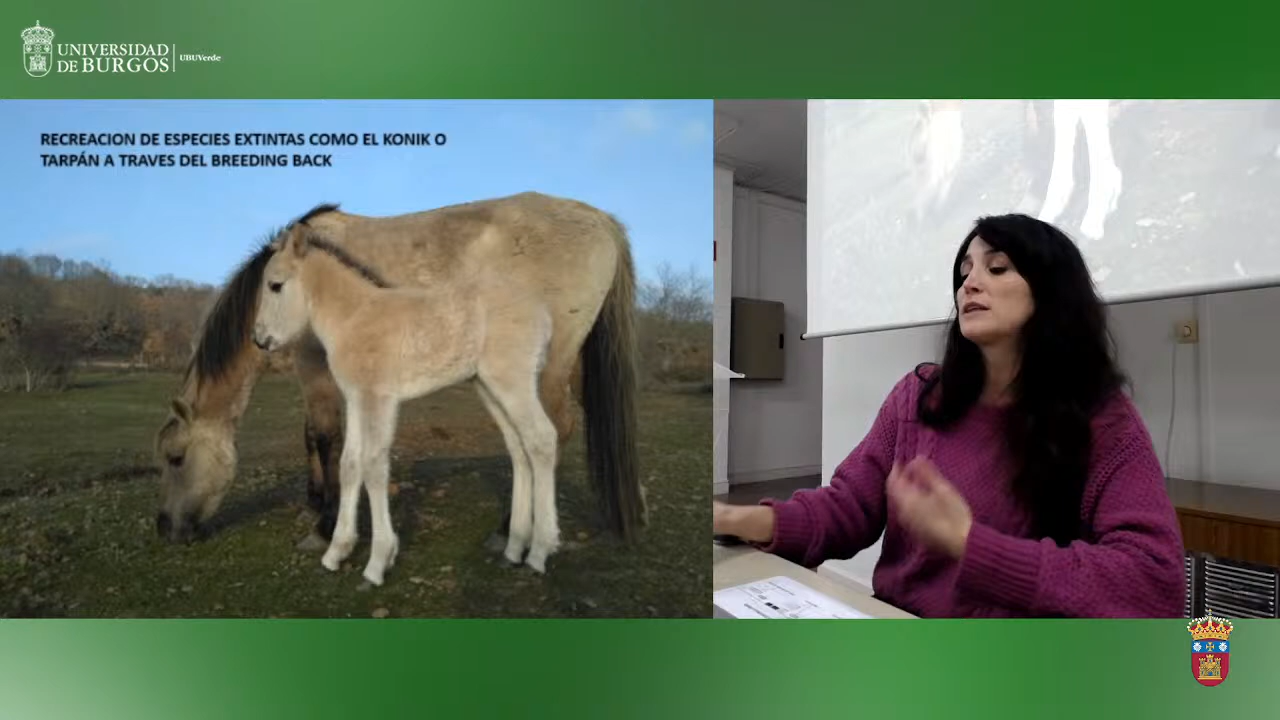 UNIVERSIDAD
DE BURGOS
UBUVerde
RECREACION DE ESPECIES EXTINTAS COMO EL KONIK O
TARPÁN A TRAVES DEL BREEDING BACK